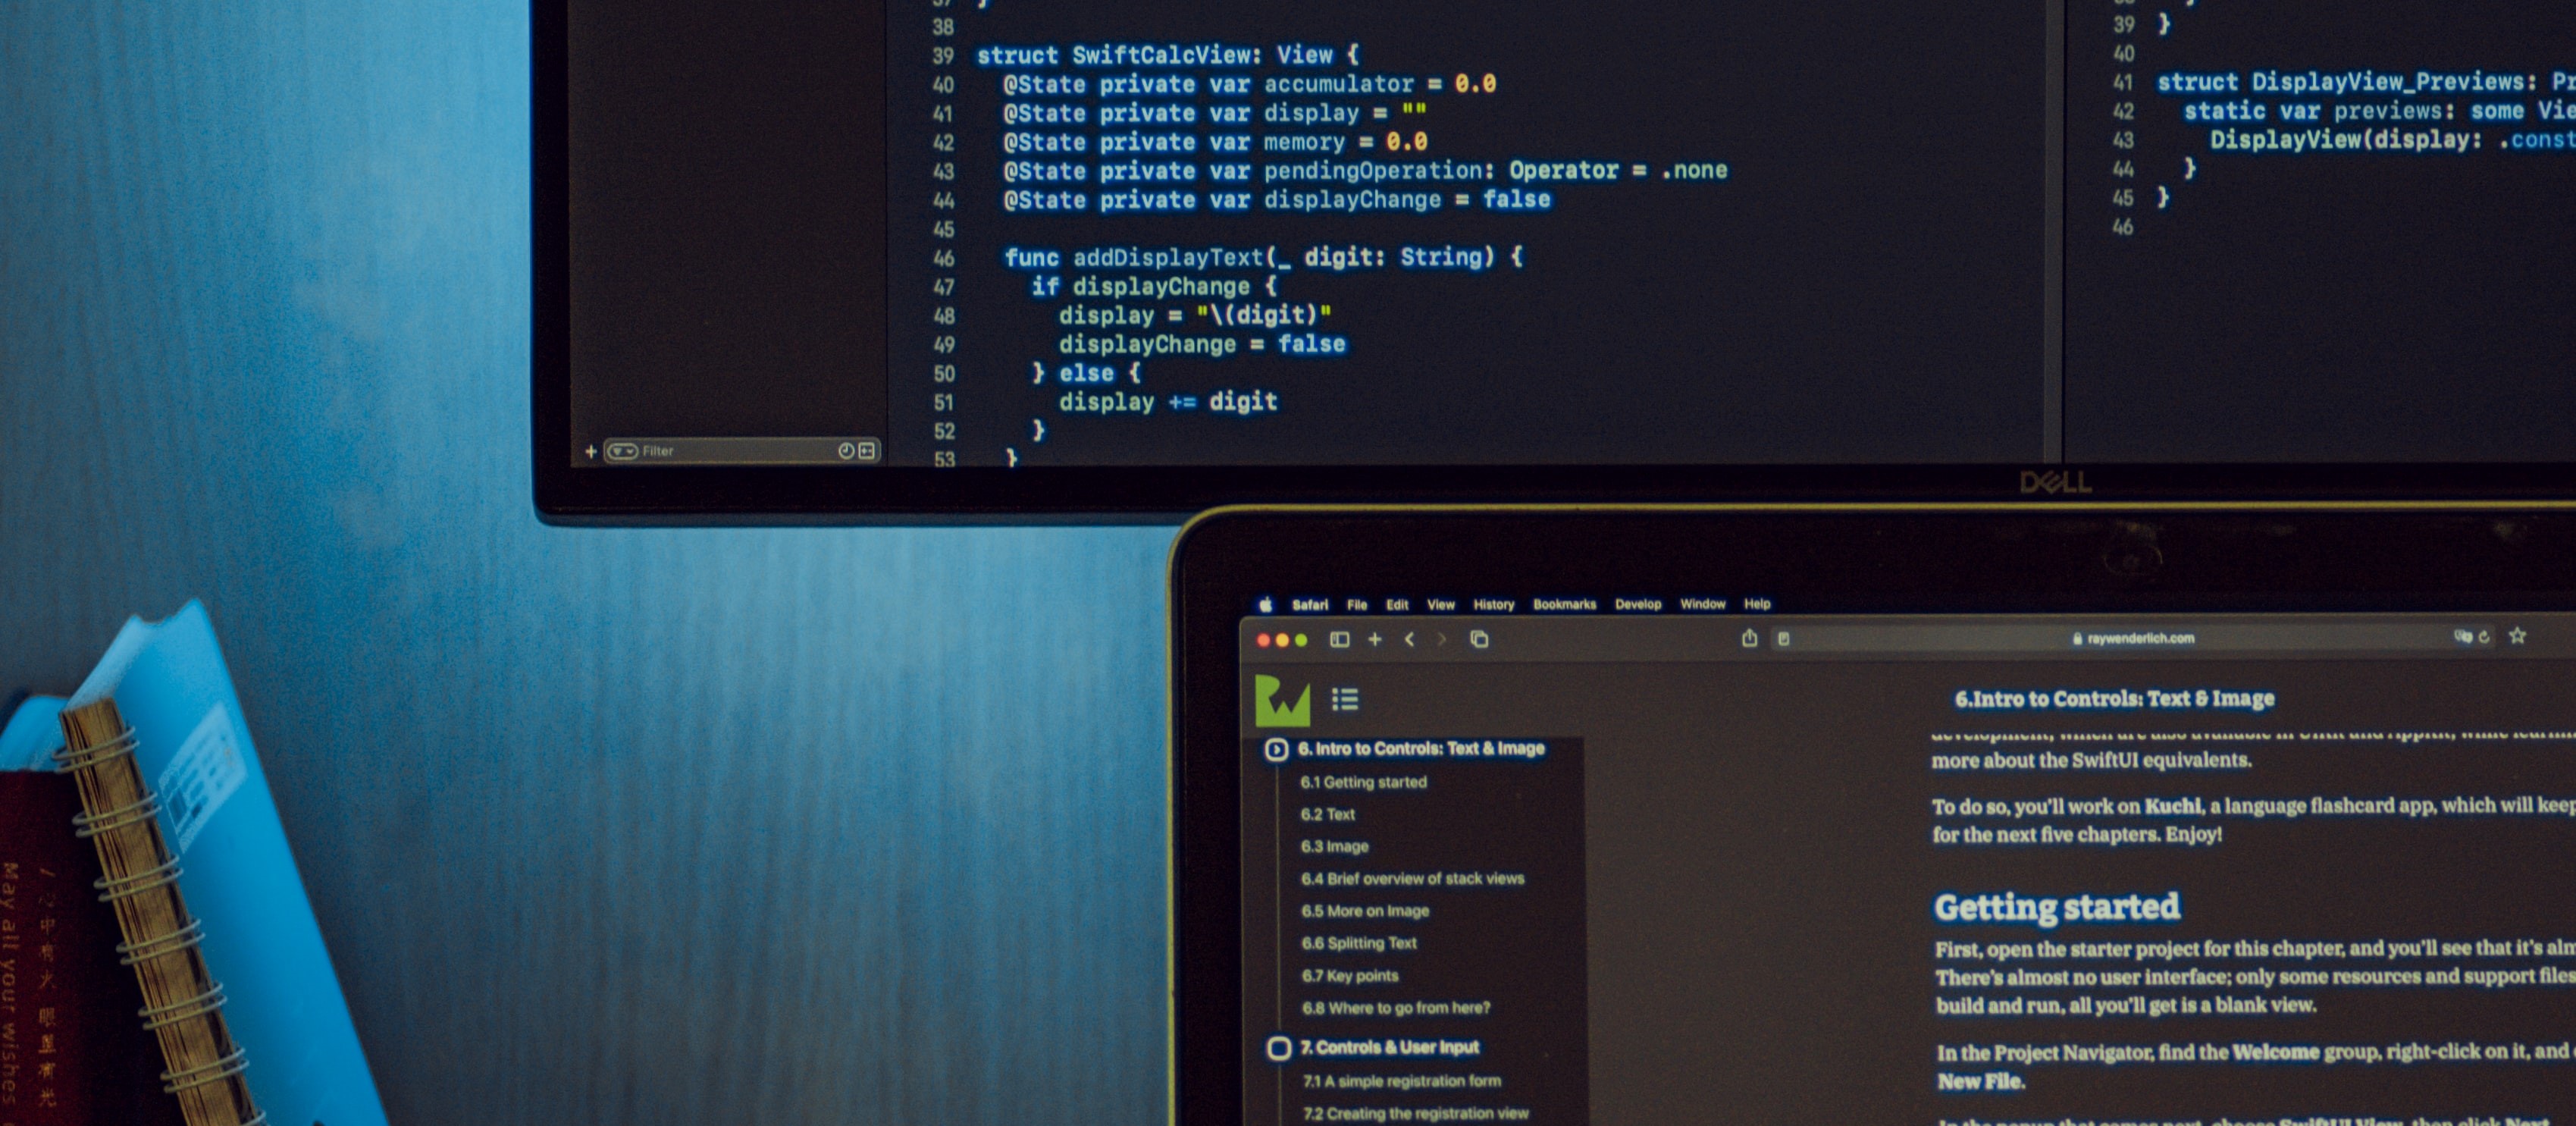 38
39 struct SwiftCalcView: View {
40 @State private var accumulator = 0.0
41 @State private var display = ""
42 @State private var memory = 0.0
43 @State private var pendingOperation: Operator = .none
44 @State private var displayChange = false
45
46 func addDisplayText(_ digit: String) {
47 if displayChange {
48 display = "\(digit)"
49 displayChange = false
50 } else {
51 display += digit
52 }
53 }
39 }
40
41 struct DisplayView_Previews: Pr
42 static var previews: some Vie
43 DisplayView(display: .const
44 }
45 }
46
+ Filter
DELL
Safari File Edit View History Bookmarks Develop Window Help
raywenderlich.com
RW
6.Intro to Controls: Text & Image
6. Intro to Controls: Text & Image
6.1 Getting started
6.2 Text
6.3 Image
6.4 Brief overview of stack views
6.5 More on Image
6.6 Splitting Text
6.7 Key points
6.8 Where to go from here?
7. Controls & User Input
7.1 A simple registration form
7.2 Creating the registration view
more about the SwiftUI equivalents.
To do so, you'll work on Kuchi, a language flashcard app, which will keep
for the next five chapters. Enjoy!
Getting started
First, open the starter project for this chapter, and you'll see that it's alm
There's almost no user interface; only some resources and support files
build and run, all you'll get is a blank view.
In the Project Navigator, find the Welcome group, right-click on it, and
New File.
May all your wishes